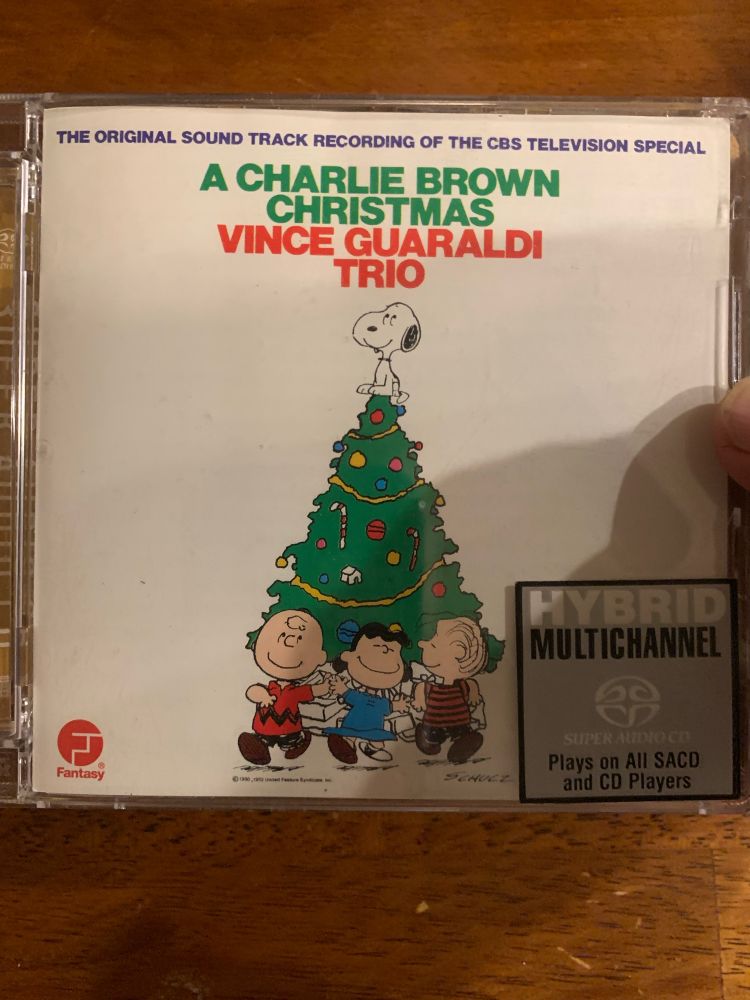 THE ORIGINAL SOUND TRACK RECORDING OF THE CBS TELEVISION SPECIAL
A CHARLIE BROWN
CHRISTMAS
VINCE GUARALDI
TRIO
HYBRID
MULTICHANNEL
SUPER AUDIO CD
Plays on All SACD
and CD Players
Fantasy®
SCHULZ